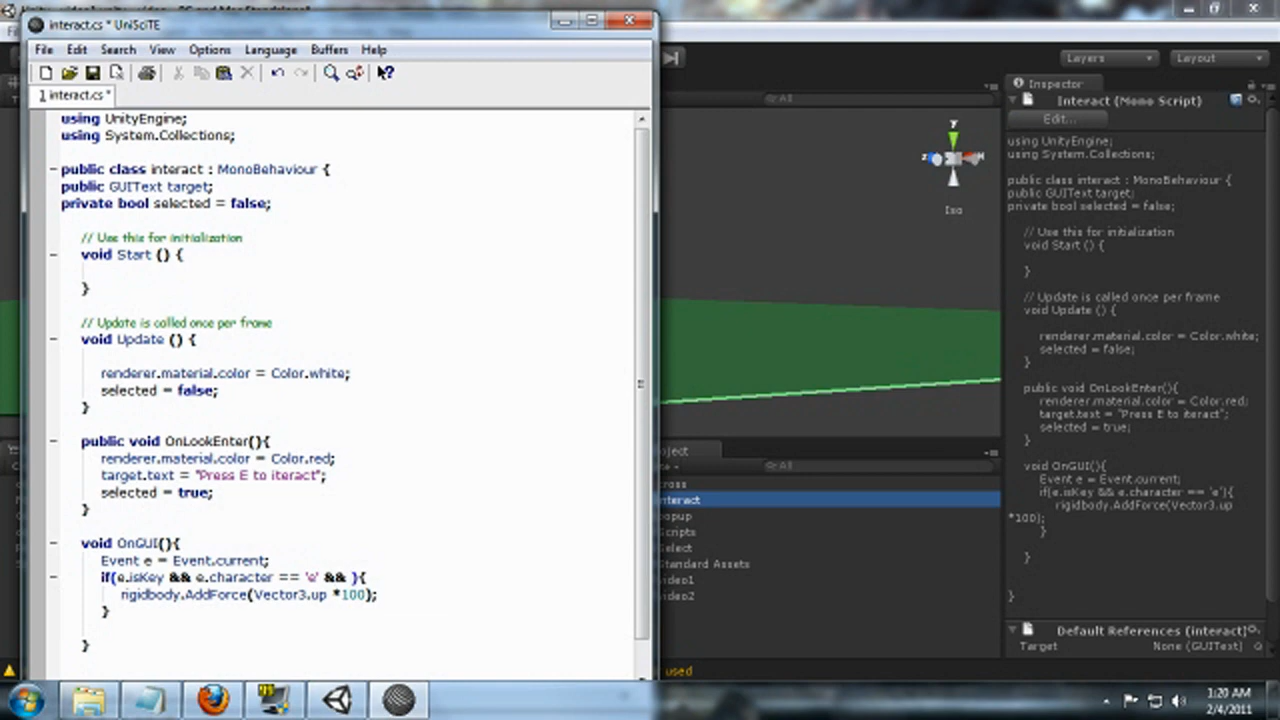 interact.cs * UniSciTE
File Edit Search View Options Language Buffers Help
1 interact.cs *
using UnityEngine;
using System.Collections;
public class interact : MonoBehaviour {
public GUIText target;
private bool selected = false;
// Use this for initialization
void Start () {
}
// Update is called once per frame
void Update () {
renderer.material.color = Color.white;
selected = false;
}
public void OnLookEnter(){
renderer.material.color = Color.red;
target.text = "Press E to iteract";
selected = true;
}
void OnGUI(){
Event e = Event.current;
if(e.isKey && e.character == 'e' && ){
rigidbody.AddForce(Vector3.up *100);
}
}
Layers Layout
All
Inspector
Interact (Mono Script)
Edit...
using UnityEngine;
using System.Collections;
public class interact : MonoBehaviour {
public GUIText target;
private bool selected = false;
// Use this for initialization
void Start () {
}
// Update is called once per frame
void Update () {
renderer.material.color = Color.white;
selected = false;
}
public void OnLookEnter(){
renderer.material.color = Color.red;
target.text = "Press E to iteract";
selected = true;
}
void OnGUI(){
Event e = Event.current;
if(e.isKey && e.character == 'e'){
rigidbody.AddForce(Vector3.up
*100);
}
}
}
Default References (interact)
Target None (GUIText)
y
z
Iso
oject
All
ross
nteract
popup
Scripts
Select
Standard Assets
video1
video2
used
1:20 AM
2/4/2011